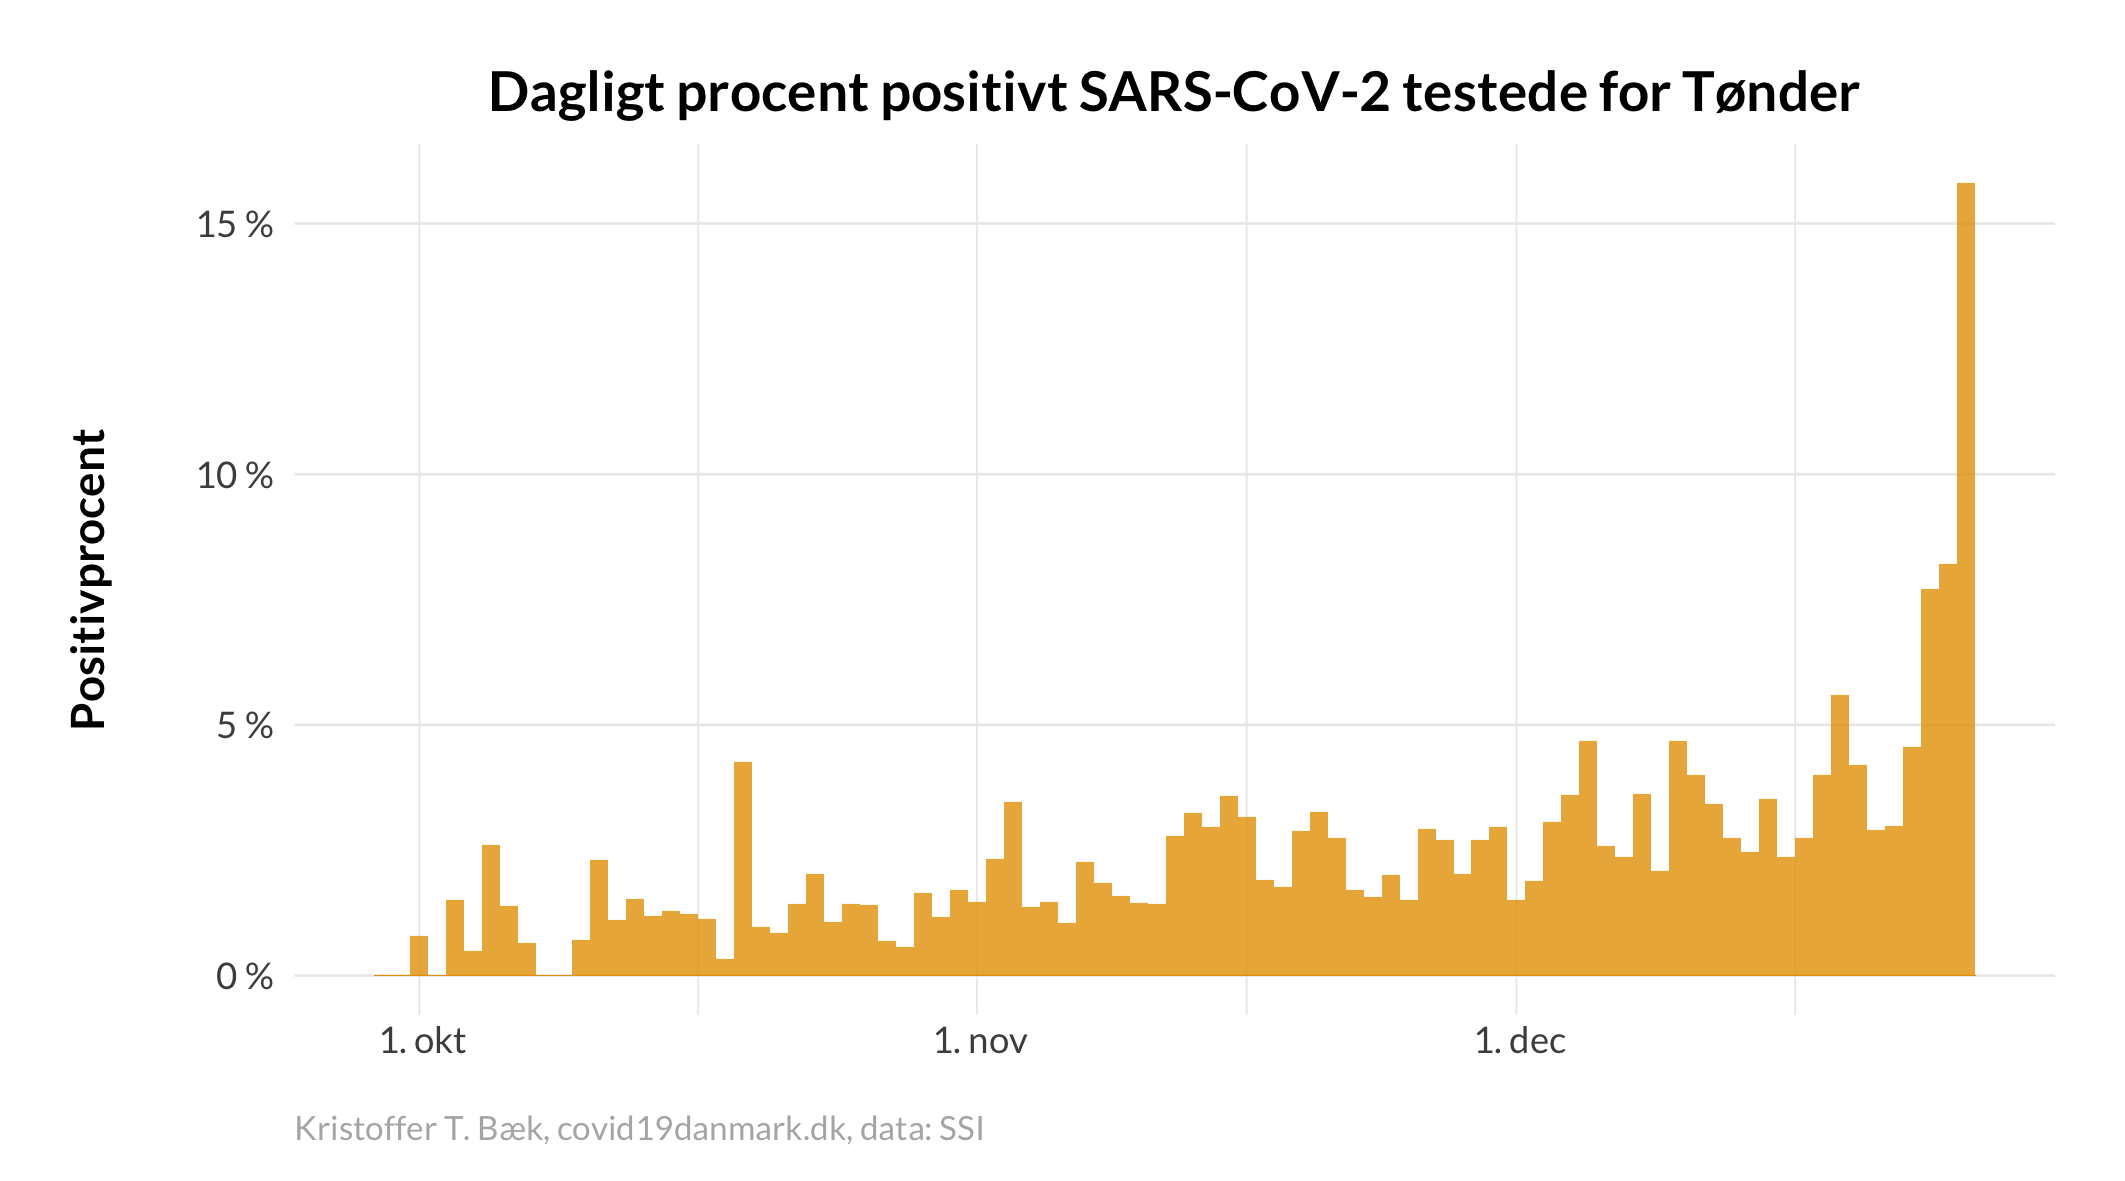 Dagligt procent positivt SARS-CoV-2 testede for Tønder
Positivprocent
15 %
10 %
5 %
0 %
1. okt
1. nov
1. dec
Kristoffer T. Bæk, covid19danmark.dk, data: SSI